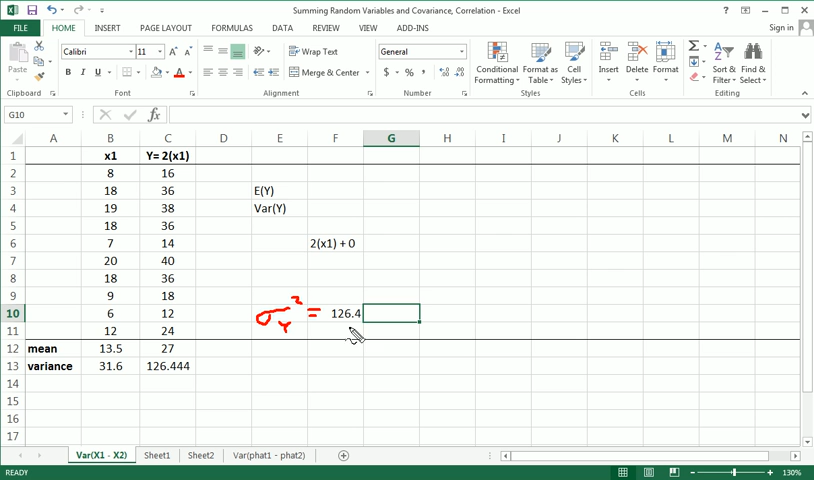 Summing Random Variables and Covariance, Correlation - Excel
Sign in
FILE HOME INSERT PAGE LAYOUT FORMULAS DATA REVIEW VIEW ADD-INS
Calibri 11 Wrap Text General
Paste B I U Merge & Center $ % Conditional Formatting Format as Table Cell Styles Insert Delete Format Sort & Filter Find & Select
Clipboard Font Alignment Number Styles Cells Editing
G10 fx
A B C D E F G H I J K L M N
1 x1 Y= 2(x1)
2 8 16
3 18 36 E(Y)
4 19 38 Var(Y)
5 18 36
6 7 14 2(x1) + 0
7 20 40
8 18 36
9 9 18
10 6 12 σY² = 126.4
11 12 24
12 mean 13.5 27
13 variance 31.6 126.444
14
15
16
17
Var(X1 - X2) Sheet1 Sheet2 Var(phat1 - phat2)
READY 130%